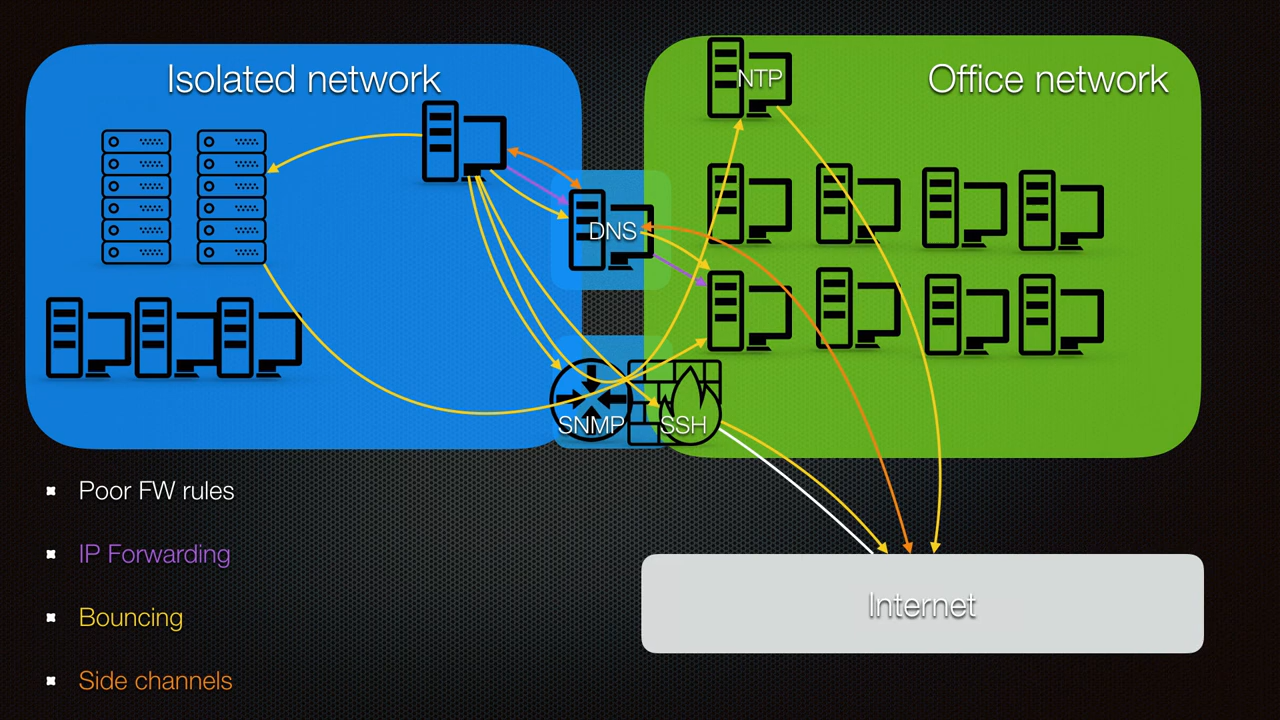 Isolated network
NTP
Office network
DNS
SNMP
SSH
Poor FW rules
IP Forwarding
Bouncing
Side channels
Internet